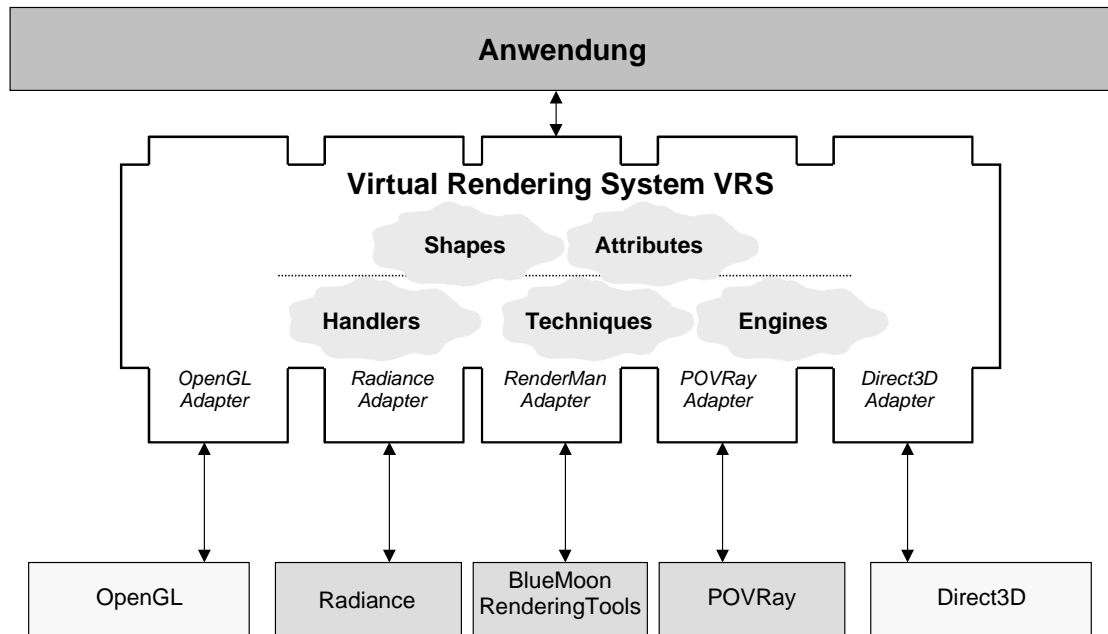 Anwendung
Virtual Rendering System VRS
Shapes
Attributes
Handlers
Techniques
Engines
OpenGL
Adapter
Radiance
Adapter
RenderMan
Adapter
POVRay
Adapter
Direct3D
Adapter
OpenGL
Radiance
BlueMoon
RenderingTools
POVRay
Direct3D